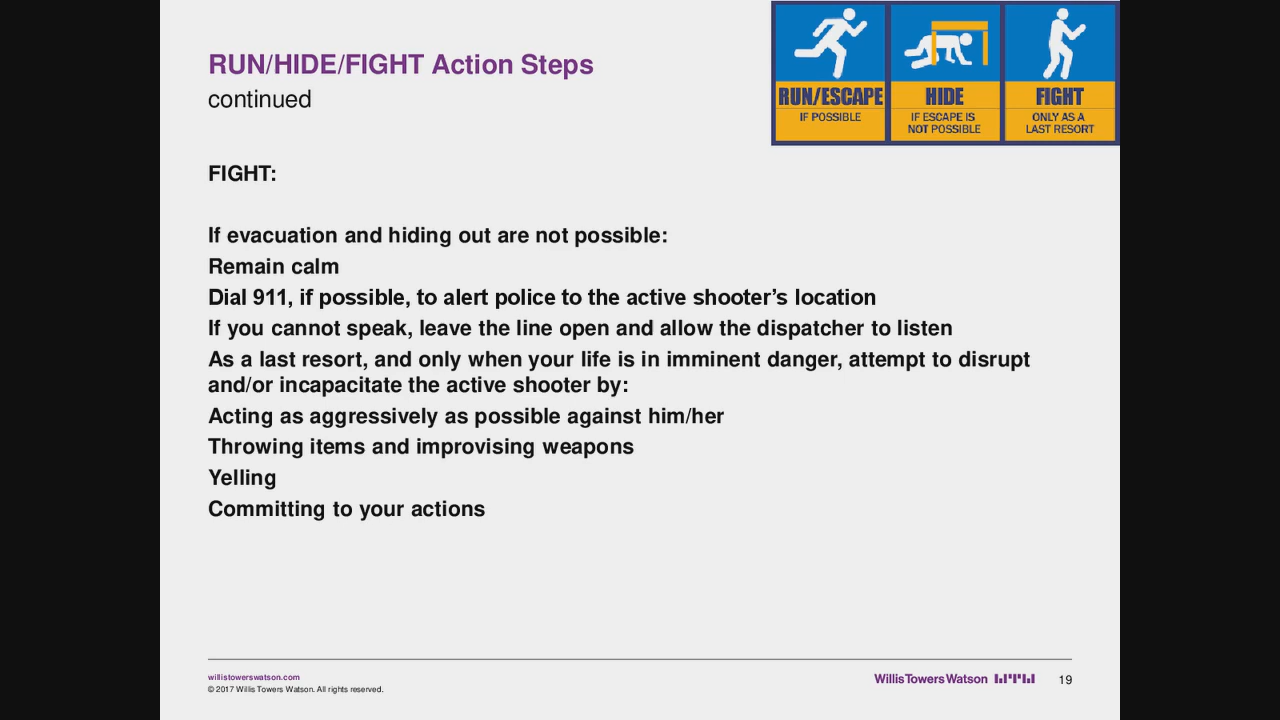 RUN/HIDE/FIGHT Action Steps
continued
RUN/ESCAPE
IF POSSIBLE
HIDE
IF ESCAPE IS
NOT POSSIBLE
FIGHT
ONLY AS A
LAST RESORT
FIGHT:
If evacuation and hiding out are not possible:
Remain calm
Dial 911, if possible, to alert police to the active shooter’s location
If you cannot speak, leave the line open and allow the dispatcher to listen
As a last resort, and only when your life is in imminent danger, attempt to disrupt
and/or incapacitate the active shooter by:
Acting as aggressively as possible against him/her
Throwing items and improvising weapons
Yelling
Committing to your actions
willistowerswatson.com
© 2017 Willis Towers Watson. All rights reserved.
WillisTowersWatson
19